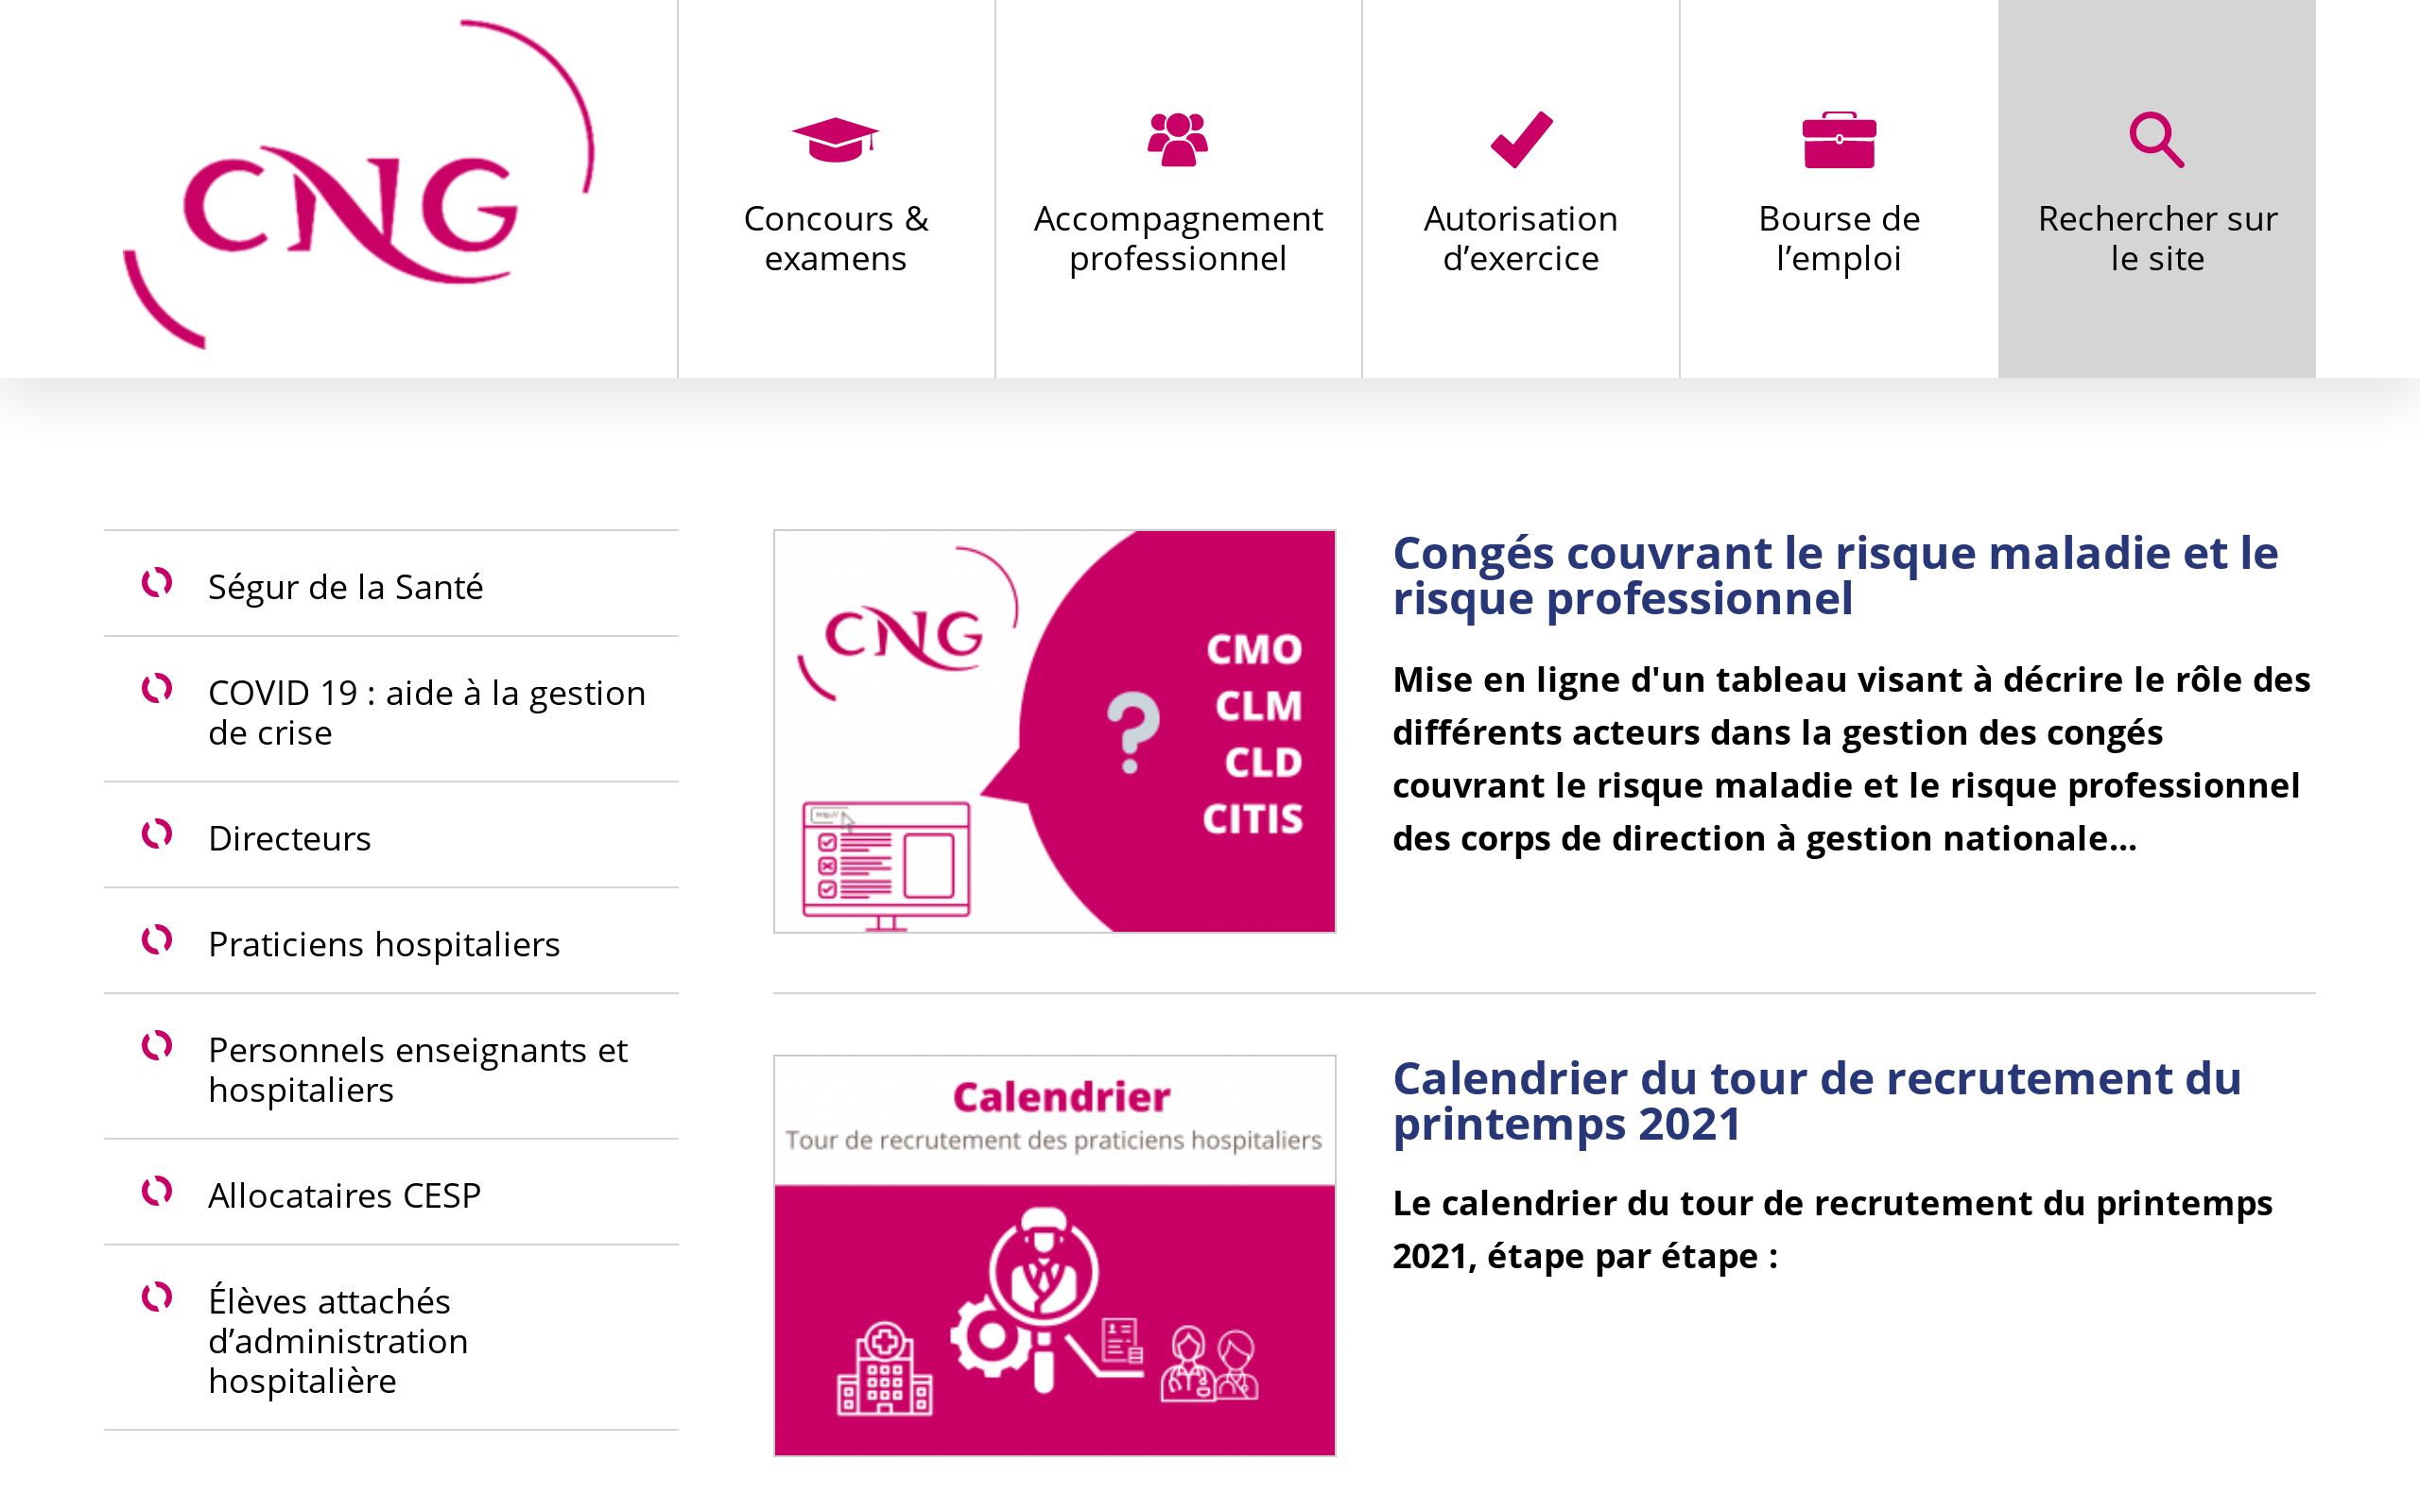 CNG
Concours &
examens
Accompagnement
professionnel
Autorisation
d’exercice
Bourse de
l’emploi
Rechercher sur
le site
Ségur de la Santé
COVID 19 : aide à la gestion
de crise
Directeurs
Praticiens hospitaliers
Personnels enseignants et
hospitaliers
Allocataires CESP
Élèves attachés
d’administration
hospitalière
CNG
?
CMO
CLM
CLD
CITIS
Congés couvrant le risque maladie et le
risque professionnel
Mise en ligne d'un tableau visant à décrire le rôle des
différents acteurs dans la gestion des congés
couvrant le risque maladie et le risque professionnel
des corps de direction à gestion nationale...
Calendrier
Tour de recrutement des praticiens hospitaliers
Calendrier du tour de recrutement du
printemps 2021
Le calendrier du tour de recrutement du printemps
2021, étape par étape :